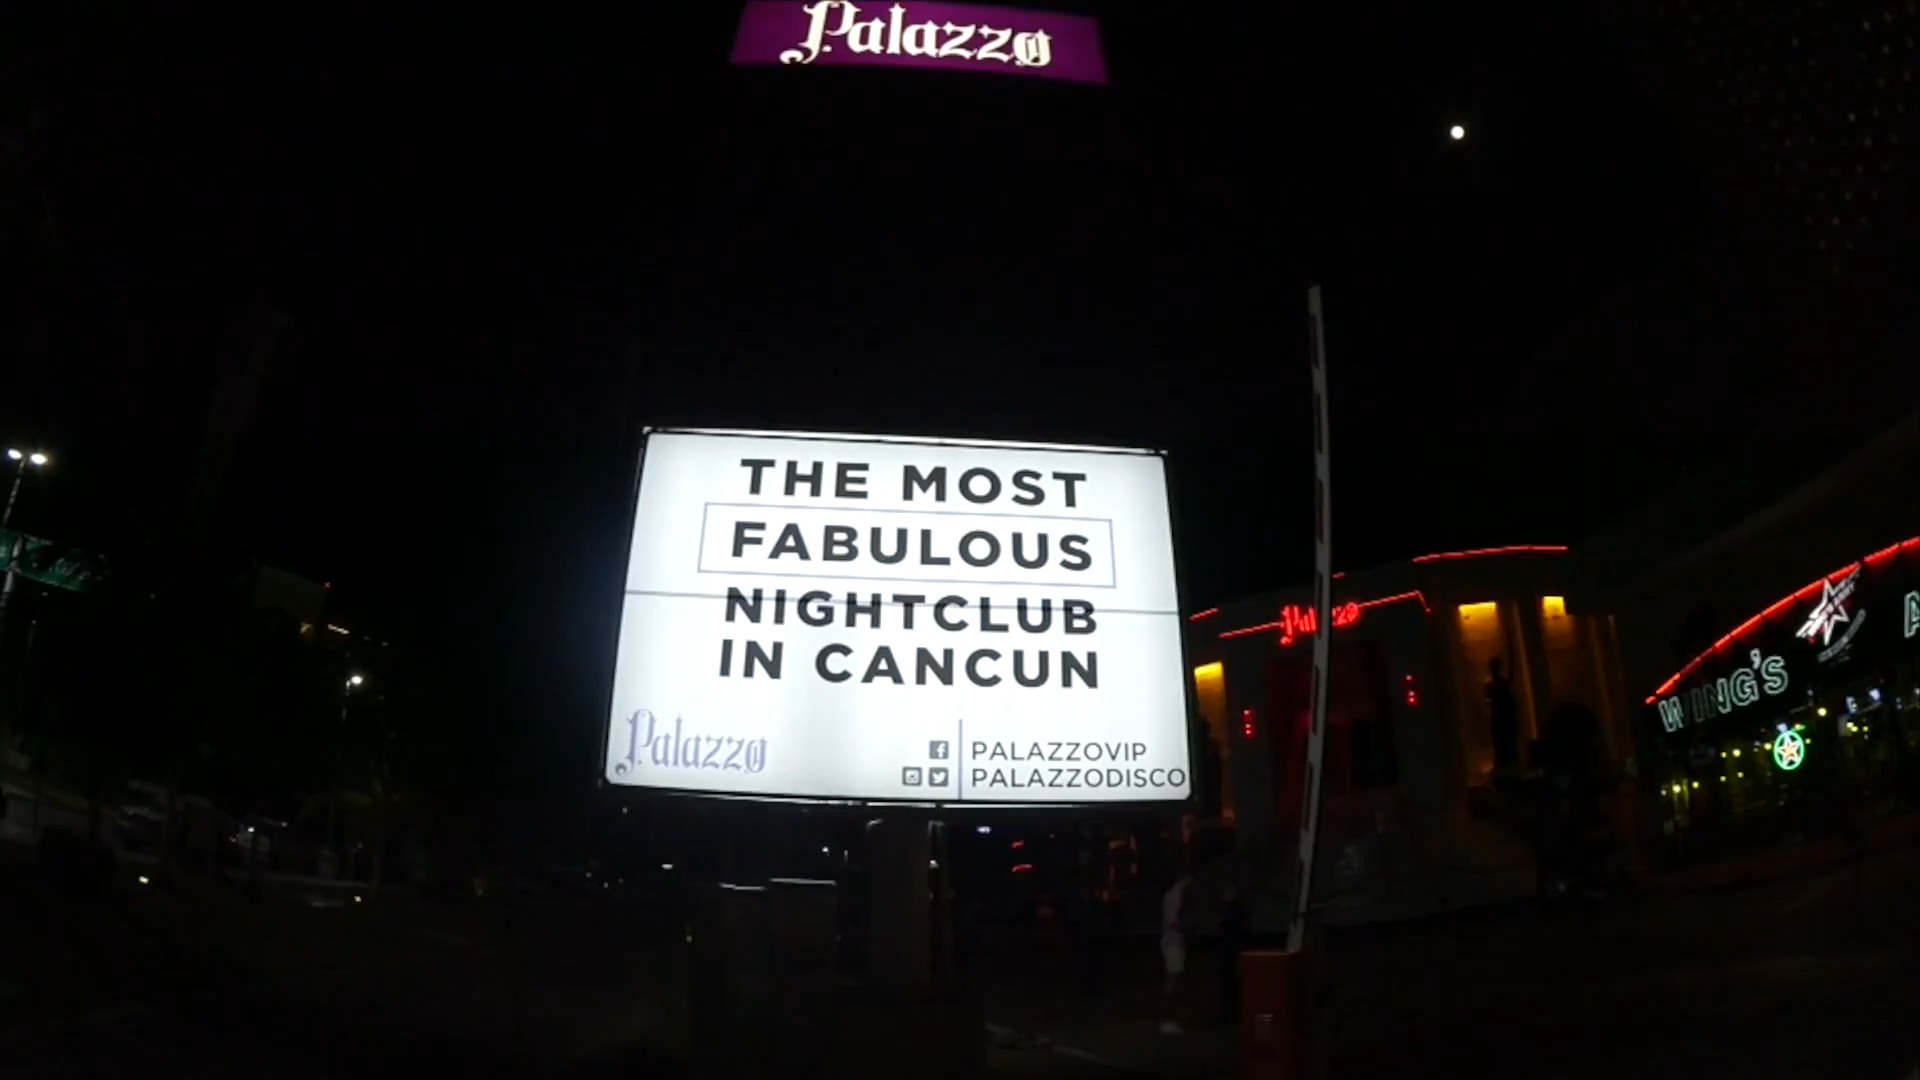 Palazzo
THE MOST
FABULOUS
NIGHTCLUB
IN CANCUN
Palazzo
PALAZZOVIP
PALAZZODISCO
Palazzo
WING'S